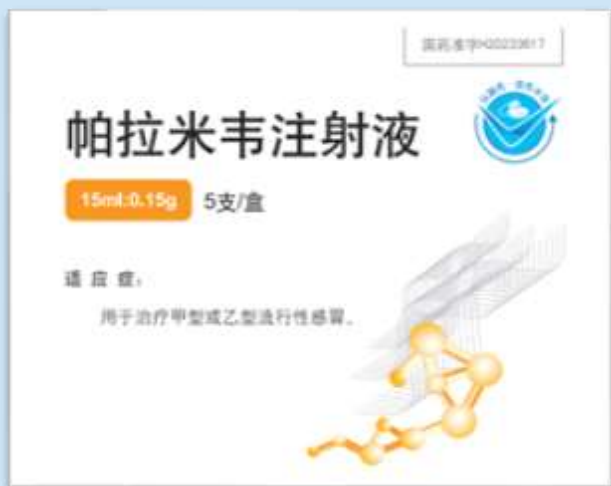 国药准字H20233617
帕拉米韦注射液
15ml:0.15g 5支/盒
适 应 症：
用于治疗甲型或乙型流行性感冒。